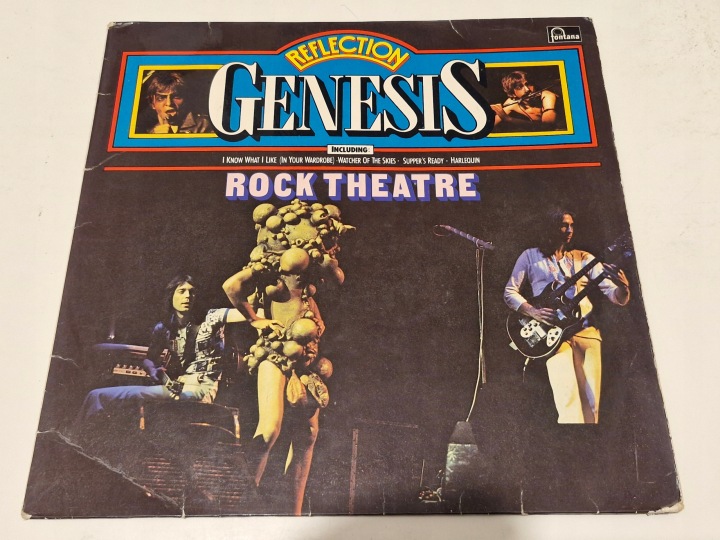 fontana
REFLECTION
GENESIS
INCLUDING:
I KNOW WHAT I LIKE (IN YOUR WARDROBE) · WATCHER OF THE SKIES · SUPPER'S READY · HARLEQUIN
ROCK THEATRE